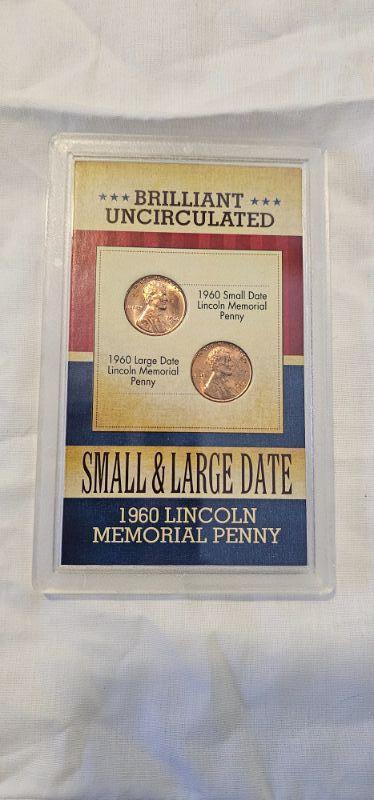 ★★★ BRILLIANT ★★★
UNCIRCULATED
1960 Small Date
Lincoln Memorial
Penny
1960 Large Date
Lincoln Memorial
Penny
SMALL & LARGE DATE
1960 LINCOLN
MEMORIAL PENNY